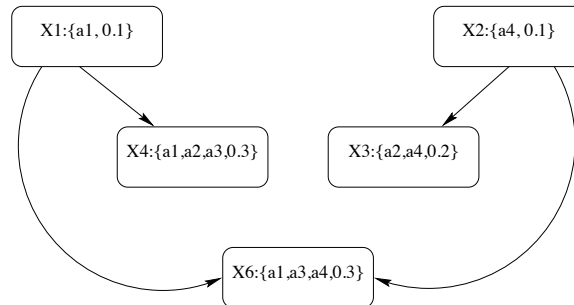 X1:{a1, 0.1}
X2:{a4, 0.1}
X4:{a1,a2,a3,0.3}
X3:{a2,a4,0.2}
X6:{a1,a3,a4,0.3}